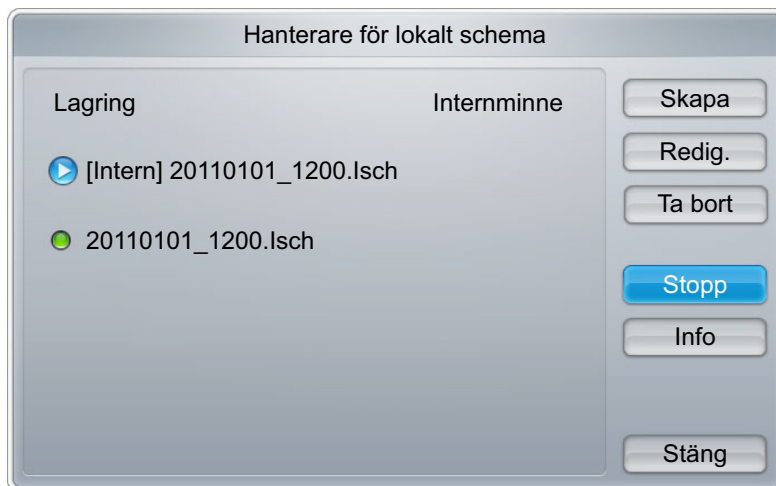 Hanterare för lokalt schema
Lagring Internminne
[Intern] 20110101_1200.lsch
20110101_1200.lsch
Skapa
Redig.
Ta bort
Stopp
Info
Stäng